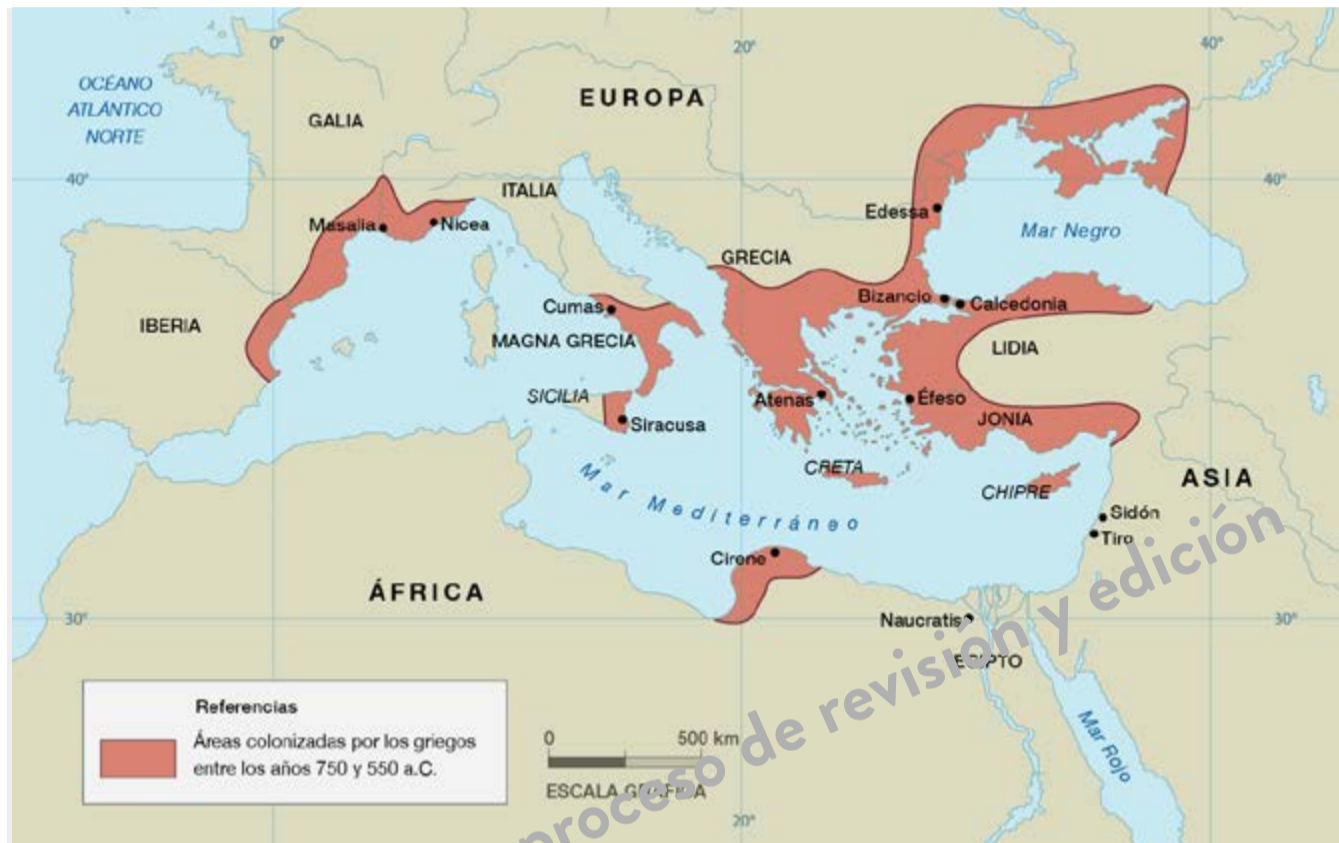 0°
20°
40°
OCÉANO
ATLÁNTICO
NORTE
EUROPA
GALIA
40°
40°
ITALIA
Masalia
Nicea
Edessa
Mar Negro
GRECIA
Bizancio
Calcedonia
IBERIA
Cumas
MAGNA GRECIA
LIDIA
SICILIA
Siracusa
Atenas
Éfeso
JONIA
CRETA
CHIPRE
ASIA
Mar Mediterráneo
Sidón
Tiro
Cirene
ÁFRICA
30°
30°
Naucratis
EGIPTO
Mar Rojo
Referencias
Áreas colonizadas por los griegos
entre los años 750 y 550 a.C.
0
500 km
ESCALA GRÁFICA
20°
proceso de revisión y edición